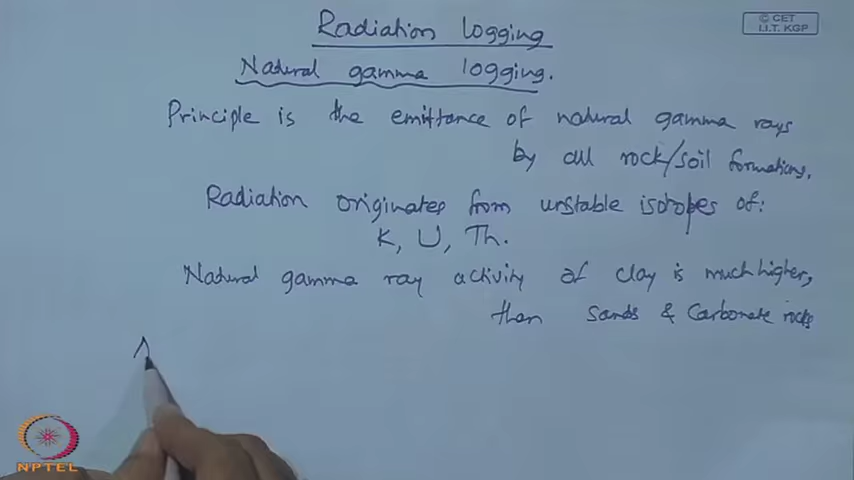 Radiation logging
© CET
I.I.T. KGP
Natural gamma logging.
Principle is the emittance of natural gamma rays
by all rock/soil formations.
Radiation originates from unstable isotopes of:
K, U, Th.
Natural gamma ray activity of clay is much higher,
than sands & Carbonate rocks
NPTEL